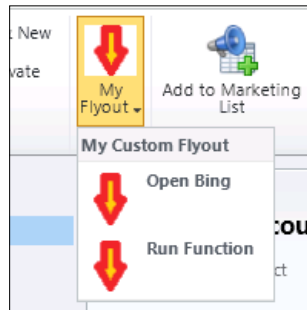 New
vate
My
Flyout
Add to Marketing
List
My Custom Flyout
Open Bing
Run Function
cou
ct